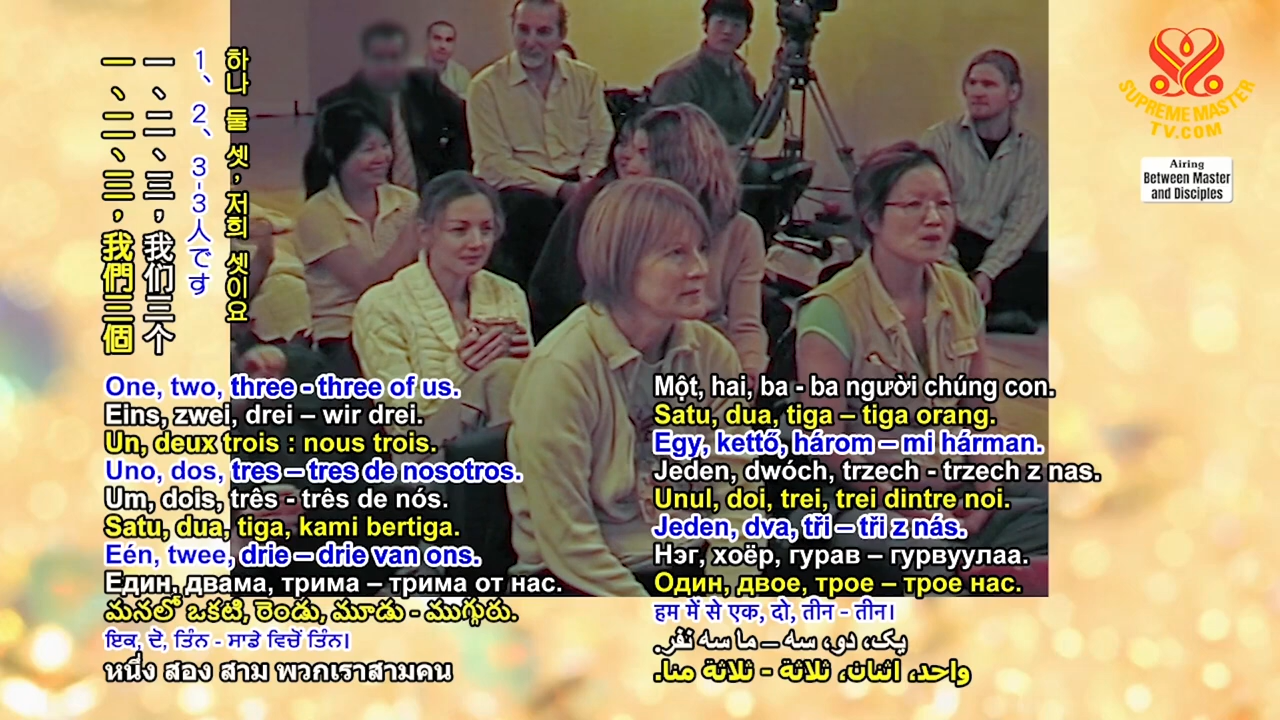 一、二、三，我們三個
一、二、三，我们三个
1、2、3-3人です
하나 둘 셋, 저희 셋이요
One, two, three - three of us.
Eins, zwei, drei – wir drei.
Un, deux trois : nous trois.
Uno, dos, tres – tres de nosotros.
Um, dois, três - três de nós.
Satu, dua, tiga, kami bertiga.
Eén, twee, drie – drie van ons.
Един, двама, трима – трима от нас.
మనలో ఒకటి, రెండు, మూడు - ముగ్గురు.
ਇਕ, ਦੋ, ਤਿੰਨ - ਸਾਡੇ ਵਿਚੋਂ ਤਿੰਨ।
หนึ่ง สอง สาม พวกเราสามคน
Một, hai, ba - ba người chúng con.
Satu, dua, tiga – tiga orang.
Egy, kettő, három – mi hárman.
Jeden, dwóch, trzech - trzech z nas.
Unul, doi, trei, trei dintre noi.
Jeden, dva, tři – tři z nás.
Нэг, хоёр, гурав – гурвуулаа.
Один, двое, трое – трое нас.
हम में से एक, दो, तीन - तीन।
یک، دو، سه – ما سه نفر.
واحد، اثنان، ثلاثة - ثلاثة منا.
SUPREME MASTER
TV.COM
Airing
Between Master
and Disciples